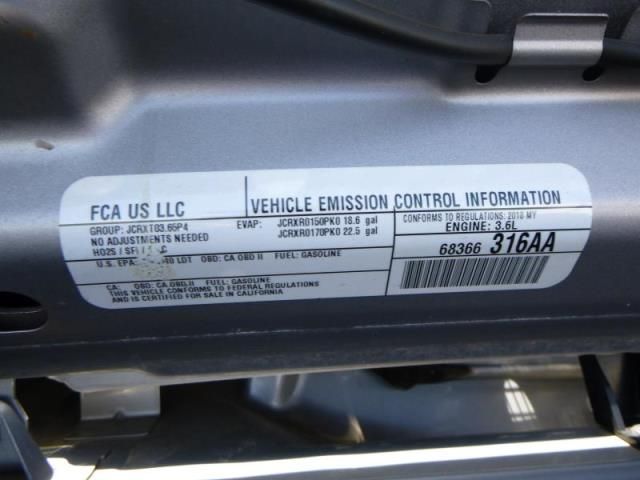 FCA US LLC
VEHICLE EMISSION CONTROL INFORMATION
GROUP: JCRXT03.65P4
NO ADJUSTMENTS NEEDED
HO2S /
EVAP: JCRXR0150PK0 18.6 gal
JCRXR0170PK0 22.5 gal
CONFORMS TO REGULATIONS: 2018 MY
ENGINE: 3.6L
68366 316AA
U.S. EPA: LDT OBD: CA OBD II FUEL: GASOLINE
CA: OBD: CA OBD II FUEL: GASOLINE
THIS VEHICLE CONFORMS TO FEDERAL REGULATIONS
AND IS CERTIFIED FOR SALE IN CALIFORNIA